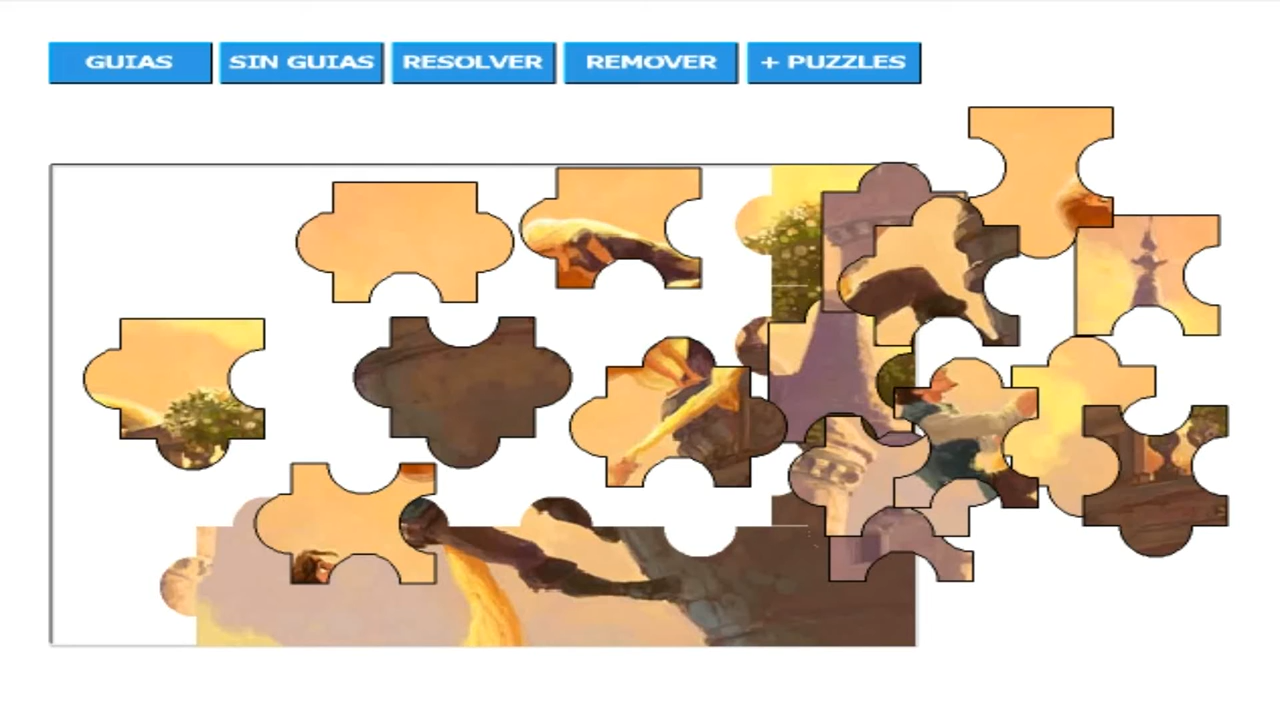 GUIAS
SIN GUIAS
RESOLVER
REMOVER
+ PUZZLES